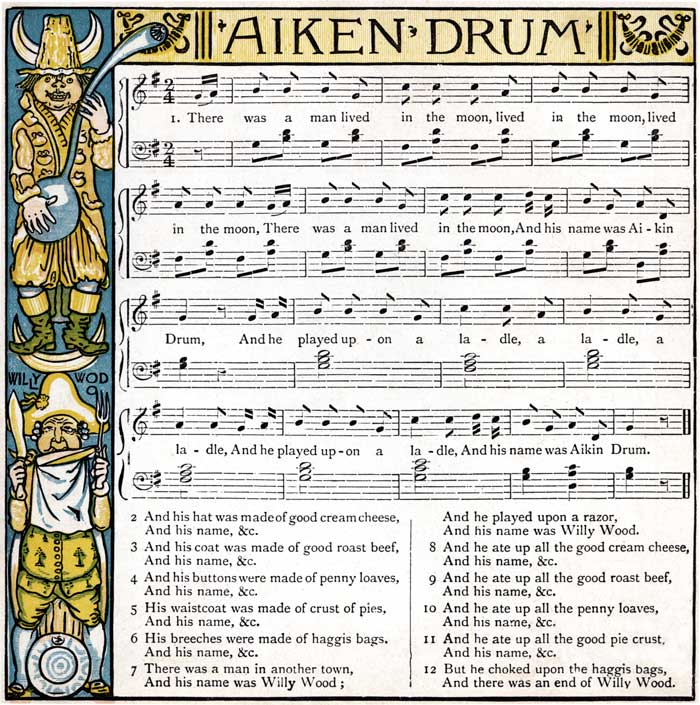 AIKEN DRUM
1. There was a man lived in the moon, lived in the moon, lived
in the moon, There was a man lived in the moon, And his name was Ai - kin
Drum, And he played up - on a la - dle, a la - dle, a
WILLY WOD
la - dle, And he played up-on a la - dle, And his name was Aikin Drum.
2 And his hat was made of good cream cheese,
And his name, &c.
3 And his coat was made of good roast beef,
And his name, &c.
4 And his buttons were made of penny loaves,
And his name, &c.
5 His waistcoat was made of crust of pies,
And his name, &c.
6 His breeches were made of haggis bags.
And his name, &c.
7 There was a man in another town,
And his name was Willy Wood ;
And he played upon a razor,
And his name was Willy Wood.
8 And he ate up all the good cream cheese,
And his name, &c.
9 And he ate up all the good roast beef,
And his name, &c.
10 And he ate up all the penny loaves,
And his name, &c.
11 And he ate up all the good pie crust,
And his name, &c.
12 But he choked upon the haggis bags,
And there was an end of Willy Wood.